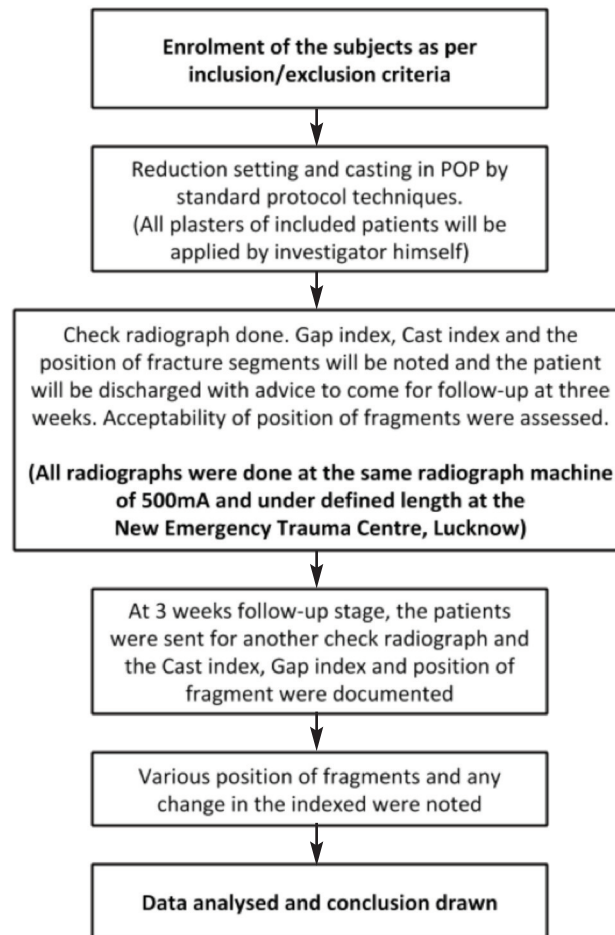 Enrolment of the subjects as per
inclusion/exclusion criteria
Reduction setting and casting in POP by
standard protocol techniques.
(All plasters of included patients will be
applied by investigator himself)
Check radiograph done. Gap index, Cast index and the
position of fracture segments will be noted and the patient
will be discharged with advice to come for follow-up at three
weeks. Acceptability of position of fragments were assessed.
(All radiographs were done at the same radiograph machine
of 500mA and under defined length at the
New Emergency Trauma Centre, Lucknow)
At 3 weeks follow-up stage, the patients
were sent for another check radiograph and
the Cast index, Gap index and position of
fragment were documented
Various position of fragments and any
change in the indexed were noted
Data analysed and conclusion drawn